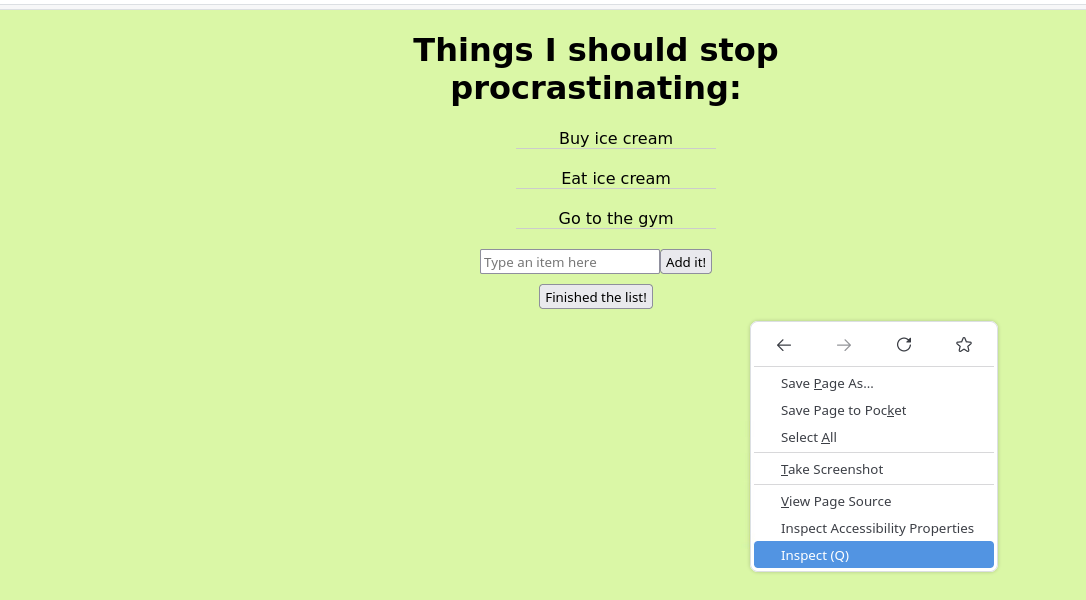 Things I should stop
procrastinating:
Buy ice cream
Eat ice cream
Go to the gym
Type an item here Add it!
Finished the list!
Save Page As...
Save Page to Pocket
Select All
Take Screenshot
View Page Source
Inspect Accessibility Properties
Inspect (Q)